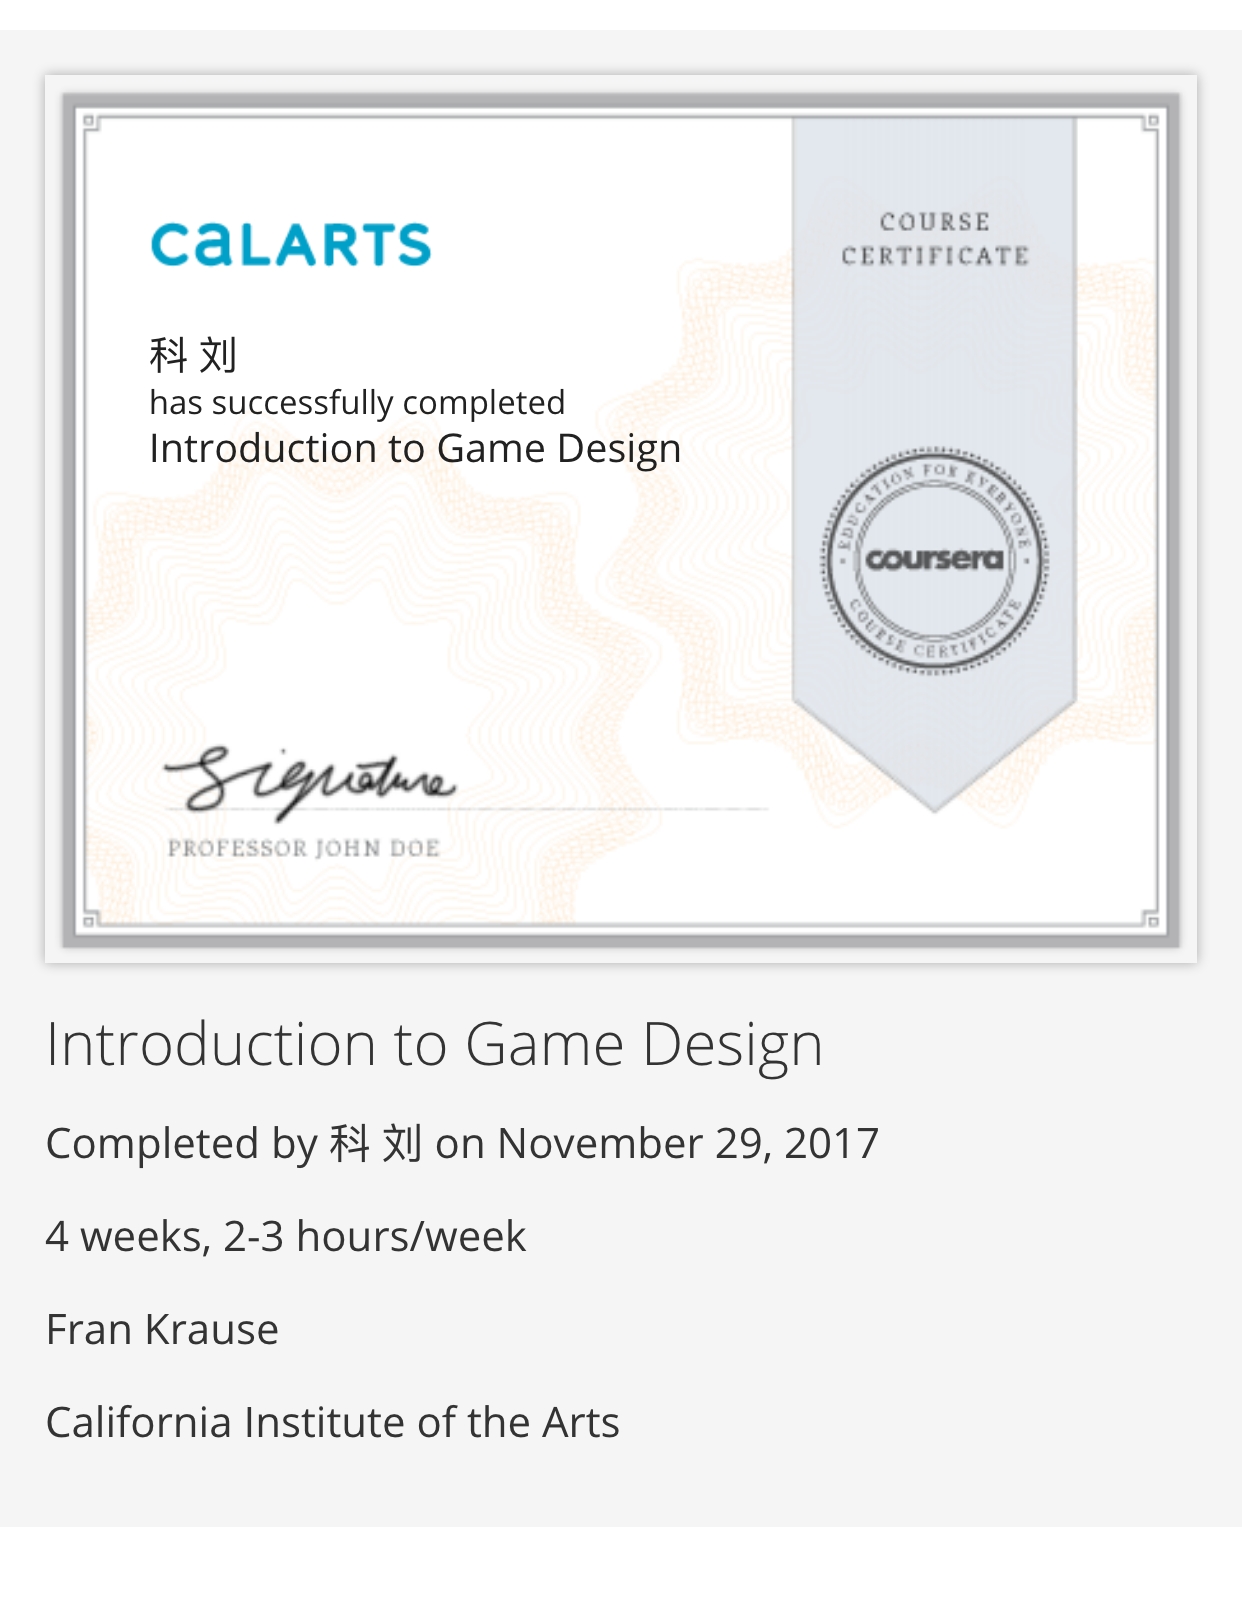 CALARTS
科 刘
has successfully completed
Introduction to Game Design
COURSE
CERTIFICATE
EDUCATION FOR EVERYONE
coursera
COURSE CERTIFICATE
Signature
PROFESSOR JOHN DOE
Introduction to Game Design
Completed by 科 刘 on November 29, 2017
4 weeks, 2-3 hours/week
Fran Krause
California Institute of the Arts